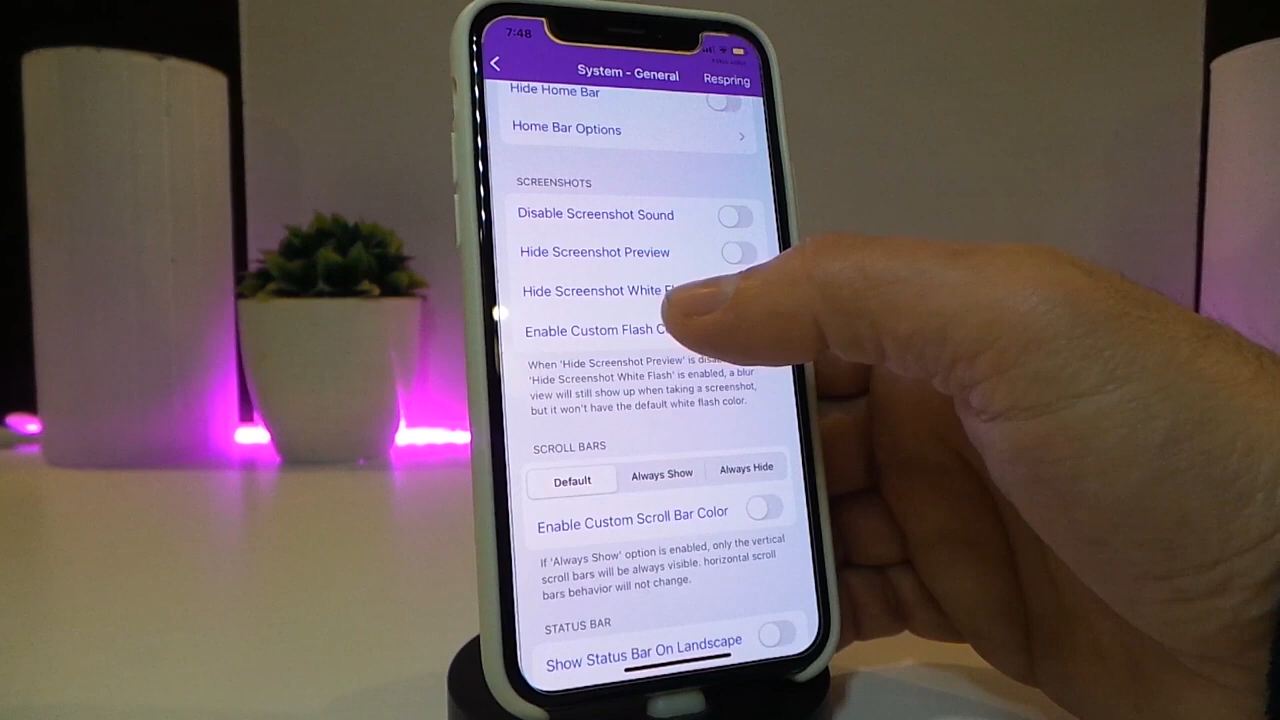 7:48
System - General
Respring
Hide Home Bar
Home Bar Options
SCREENSHOTS
Disable Screenshot Sound
Hide Screenshot Preview
Hide Screenshot White
Enable Custom Flash
When 'Hide Screenshot Preview' is
'Hide Screenshot White Flash' is enabled, a blur
view will still show up when taking a screenshot,
but it won't have the default white flash color.
SCROLL BARS
Default
Always Show
Always Hide
Enable Custom Scroll Bar Color
If 'Always Show' option is enabled, only the vertical
scroll bars will be always visible. horizontal scroll
bars behavior will not change.
STATUS BAR
Show Status Bar On Landscape